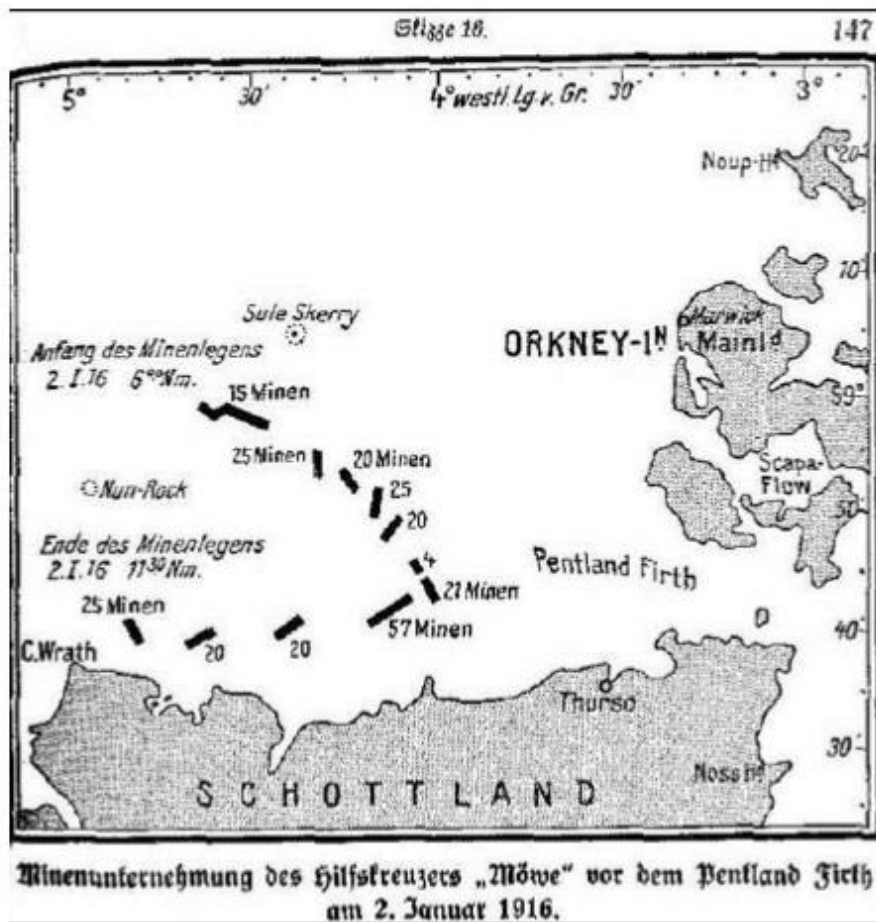 Skizze 16.
147
5° 30' 4° westl. Lg. v. Gr. 30' 3°
Noup-Hd
20'
10'
Sule Skerry
Marwick
ORKNEY-IN
Mainld
Anfang des Minenlegens
2. I. 16 6⁰⁰ Nm.
59°
15 Minen
25 Minen
20 Minen
Scapa-
Flow
Nun-Rock
25
50'
20
Ende des Minenlegens
2. I. 16 11³⁰ Nm.
4
Pentland Firth
21 Minen
25 Minen
57 Minen
20
20
40'
C. Wrath
Thurso
30'
Noss Hd
SCHOTTLAND
Minenunternehmung des Hilfskreuzers „Möwe“ vor dem Pentland Firth
am 2. Januar 1916.